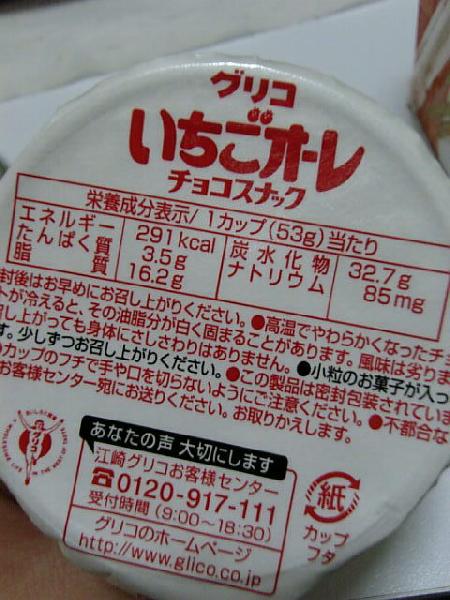 グリコ
いちごオ・レ
チョコスナック
栄養成分表示/1カップ(53g)当たり
エネルギー 291kcal 炭水化物 32.7g
たんぱく質 3.5g ナトリウム 85mg
脂質 16.2g
封後はお早めにお召し上がりください。●高温でやわらかくなったチョ
トが冷えると、その油脂分が白く固まることがあります。風味は劣りま
召し上がっても身体にさしさわりはありません。●小粒のお菓子が入っ
す。少しずつお召し上がりください。●この製品は密封包装されていま
カップのフチで手や口を切らないようにご注意ください。●不都合な
お客様センター宛にお送りください。お取りかえします。
グリコ
あなたの声 大切にします
江崎グリコお客様センター
0120-917-111
受付時間(9:00~18:30)
グリコのホームページ
http://www.glico.co.jp
紙
カップ
フタ